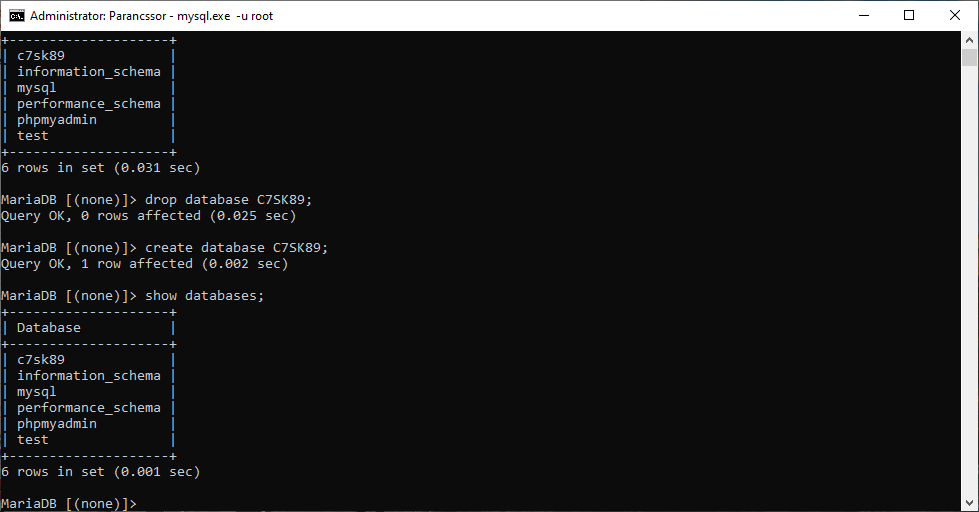 Administrator: Parancssor - mysql.exe  -u root
+--------------------+
| c7sk89             |
| information_schema |
| mysql              |
| performance_schema |
| phpmyadmin         |
| test               |
+--------------------+
6 rows in set (0.031 sec)
MariaDB [(none)]> drop database C7SK89;
Query OK, 0 rows affected (0.025 sec)
MariaDB [(none)]> create database C7SK89;
Query OK, 1 row affected (0.002 sec)
MariaDB [(none)]> show databases;
+--------------------+
| Database           |
+--------------------+
| c7sk89             |
| information_schema |
| mysql              |
| performance_schema |
| phpmyadmin         |
| test               |
+--------------------+
6 rows in set (0.001 sec)
MariaDB [(none)]>